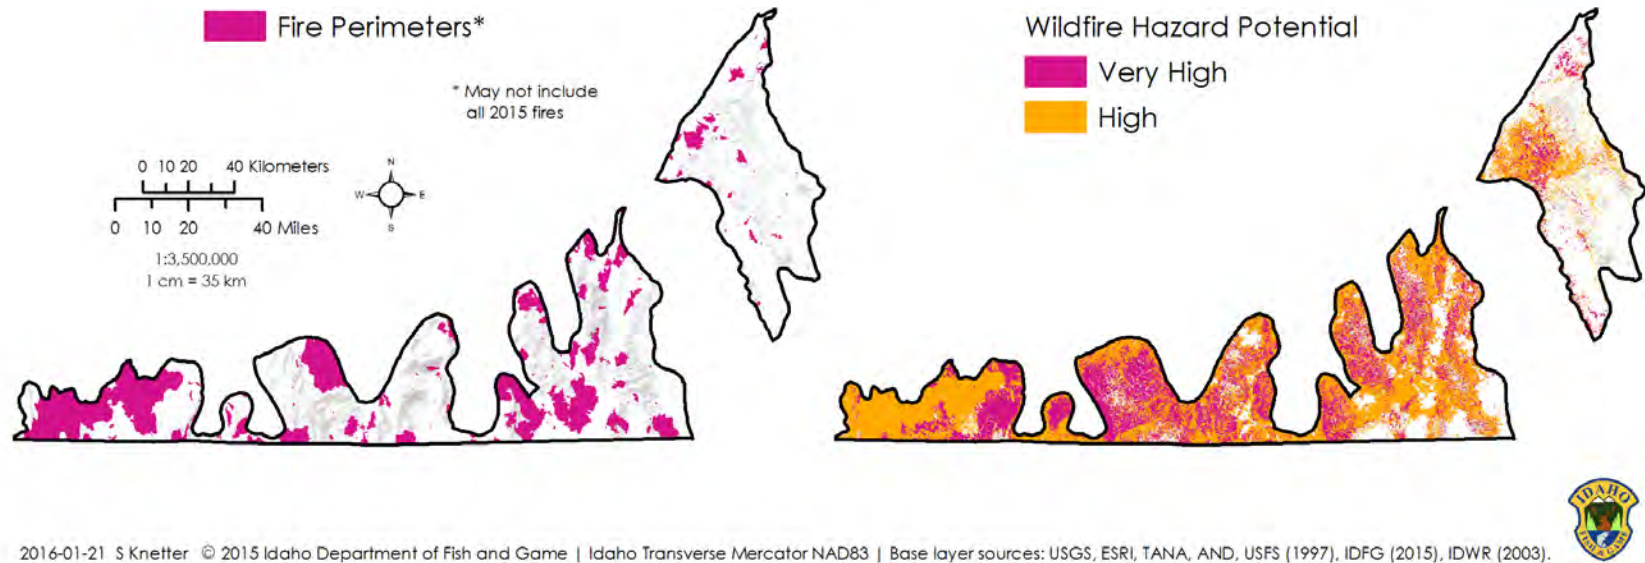 Fire Perimeters*
* May not include
all 2015 fires
0 10 20 40 Kilometers
0 10 20 40 Miles
1:3,500,000
1 cm = 35 km
N
W E
S
Wildfire Hazard Potential
Very High
High
IDAHO
FISH & GAME
2016-01-21 S Knetter © 2015 Idaho Department of Fish and Game | Idaho Transverse Mercator NAD83 | Base layer sources: USGS, ESRI, TANA, AND, USFS (1997), IDFG (2015), IDWR (2003).